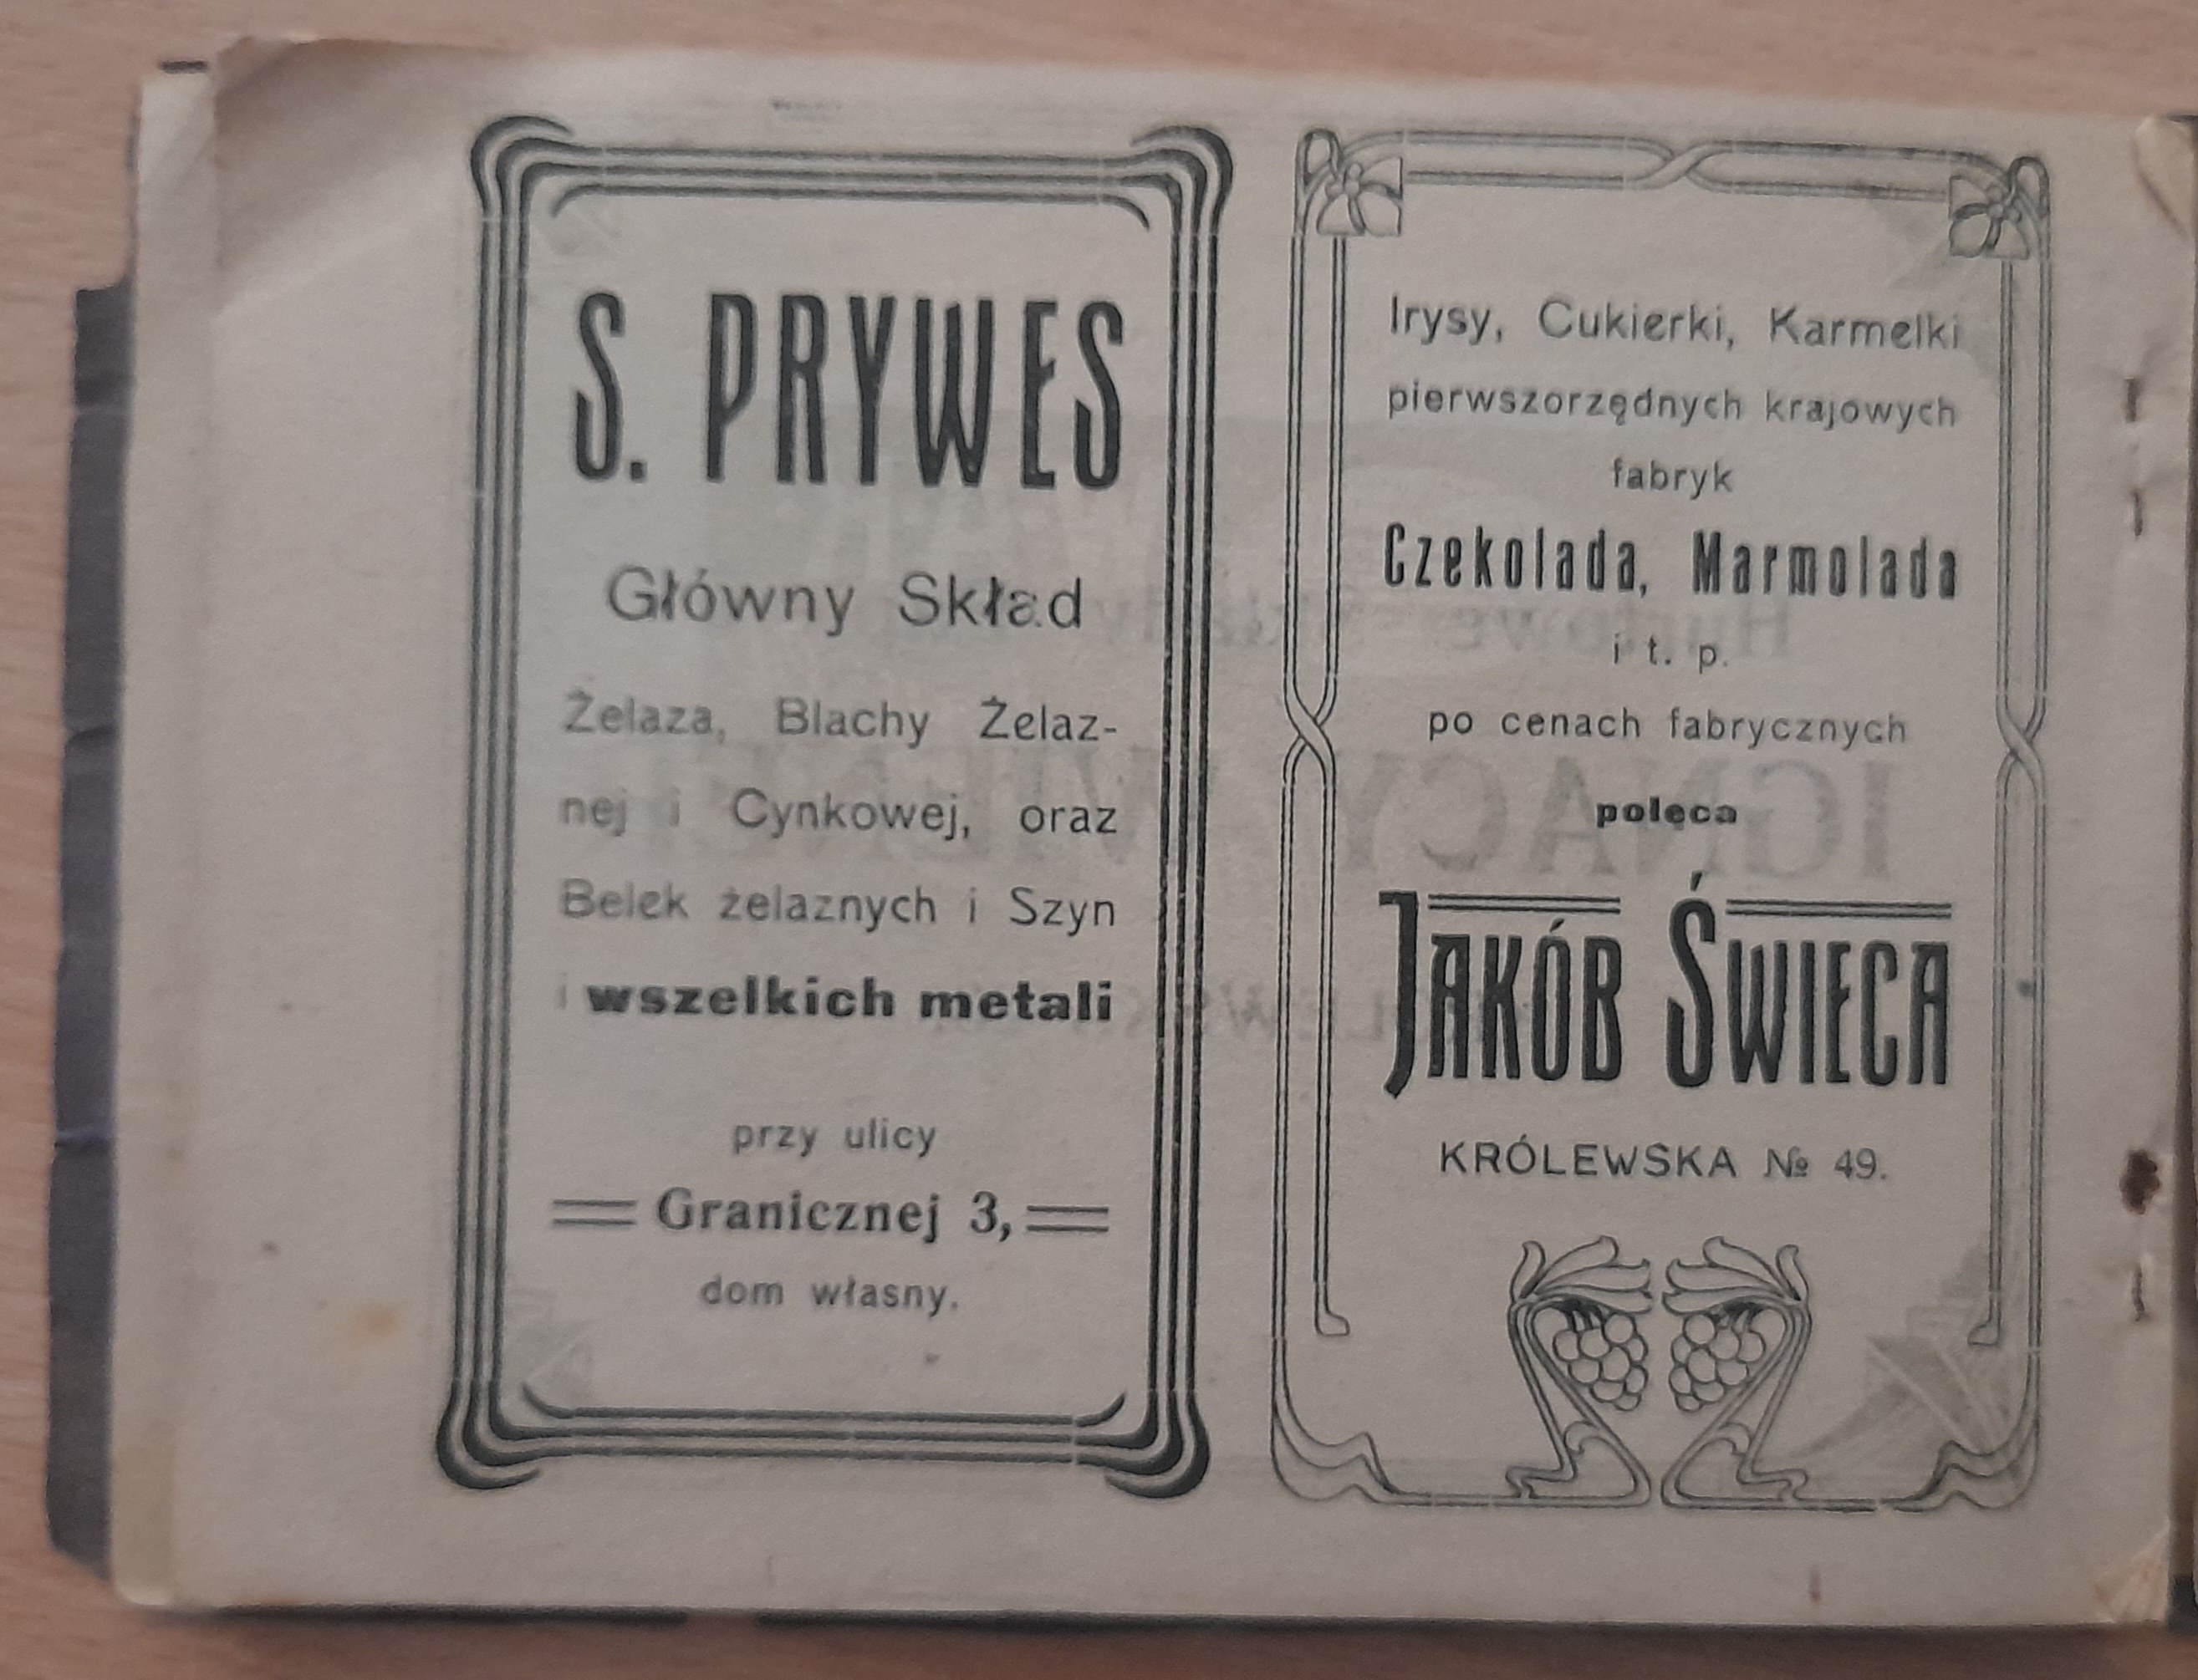 S. PRYWES
Główny Skład
Żelaza, Blachy Żelaz-
nej i Cynkowej, oraz
Belek żelaznych i Szyn
i wszelkich metali
przy ulicy
Granicznej 3,
dom własny.
Irysy, Cukierki, Karmelki
pierwszorzędnych krajowych
fabryk
Czekolada, Marmolada
i t. p.
po cenach fabrycznych
poleca
JAKÓB ŚWIECA
KRÓLEWSKA № 49.